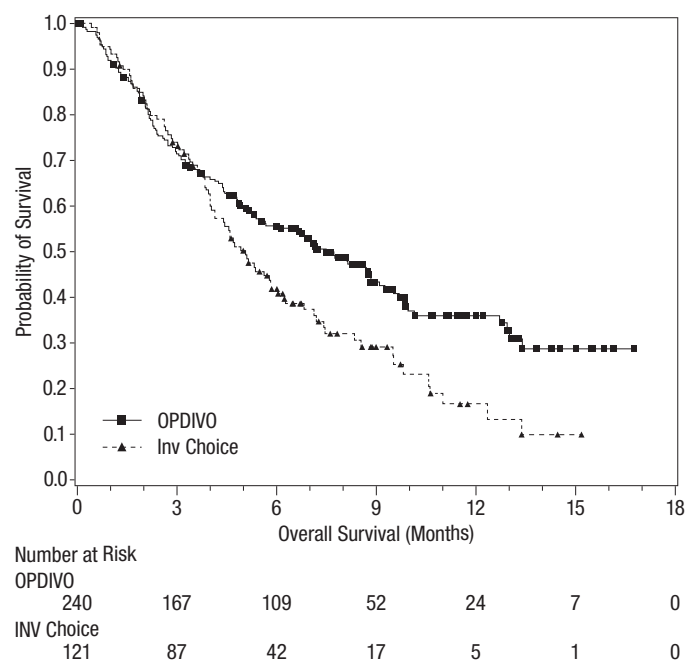 1.0
0.9
0.8
0.7
0.6
0.5
0.4
0.3
0.2
0.1
0.0
Probability of Survival
OPDIVO
Inv Choice
0 3 6 9 12 15 18
Overall Survival (Months)
Number at Risk
OPDIVO
240 167 109 52 24 7 0
INV Choice
121 87 42 17 5 1 0